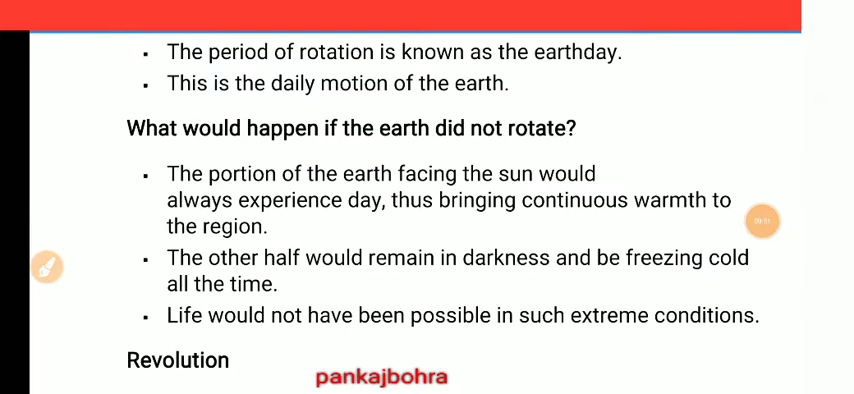 The period of rotation is known as the earthday.
This is the daily motion of the earth.
What would happen if the earth did not rotate?
The portion of the earth facing the sun would
always experience day, thus bringing continuous warmth to
the region.
The other half would remain in darkness and be freezing cold
all the time.
Life would not have been possible in such extreme conditions.
Revolution
pankajbohra